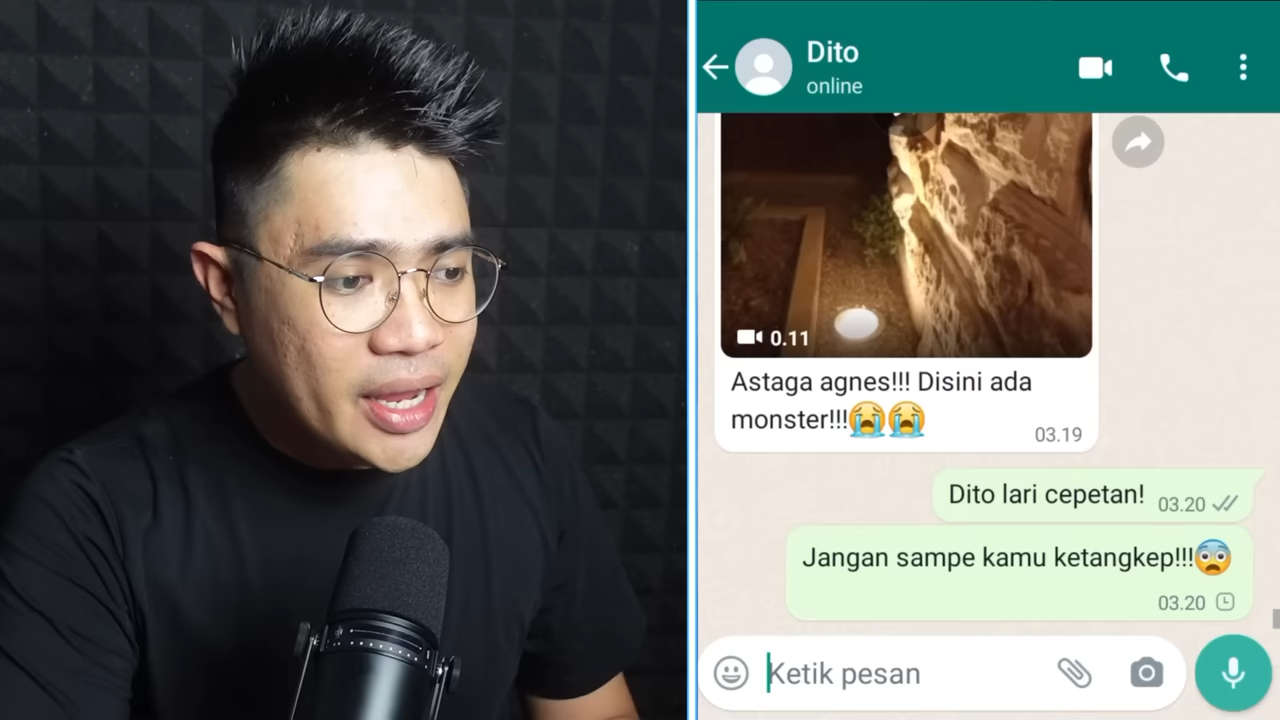 Dito
online
0.11
Astaga agnes!!! Disini ada
monster!!!😭😭
03.19
Dito lari cepetan! 03.20
Jangan sampe kamu ketangkep!!!😨
03.20
Ketik pesan